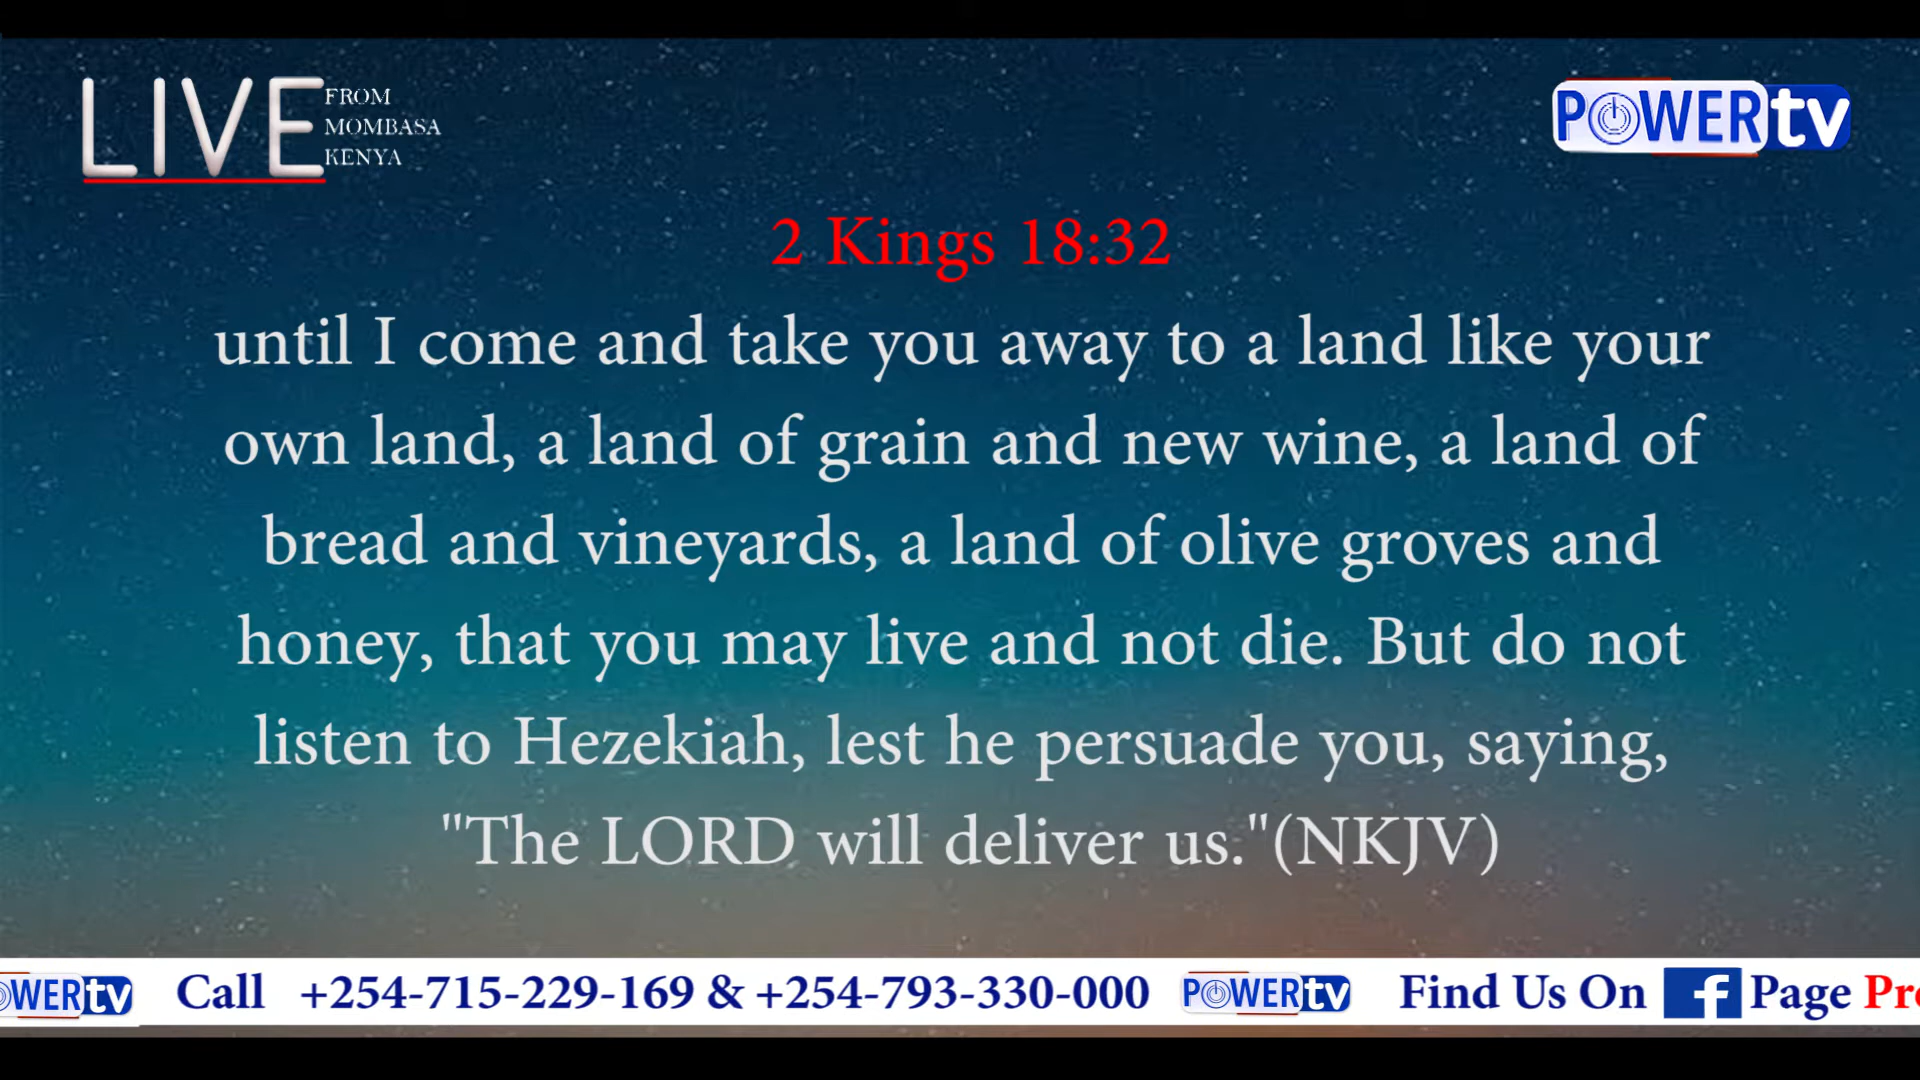 LIVE
FROM
MOMBASA
KENYA
POWERtv
2 Kings 18:32
until I come and take you away to a land like your
own land, a land of grain and new wine, a land of
bread and vineyards, a land of olive groves and
honey, that you may live and not die. But do not
listen to Hezekiah, lest he persuade you, saying,
"The LORD will deliver us."(NKJV)
OWERtv Call +254-715-229-169 & +254-793-330-000 POWERtv Find Us On f Page